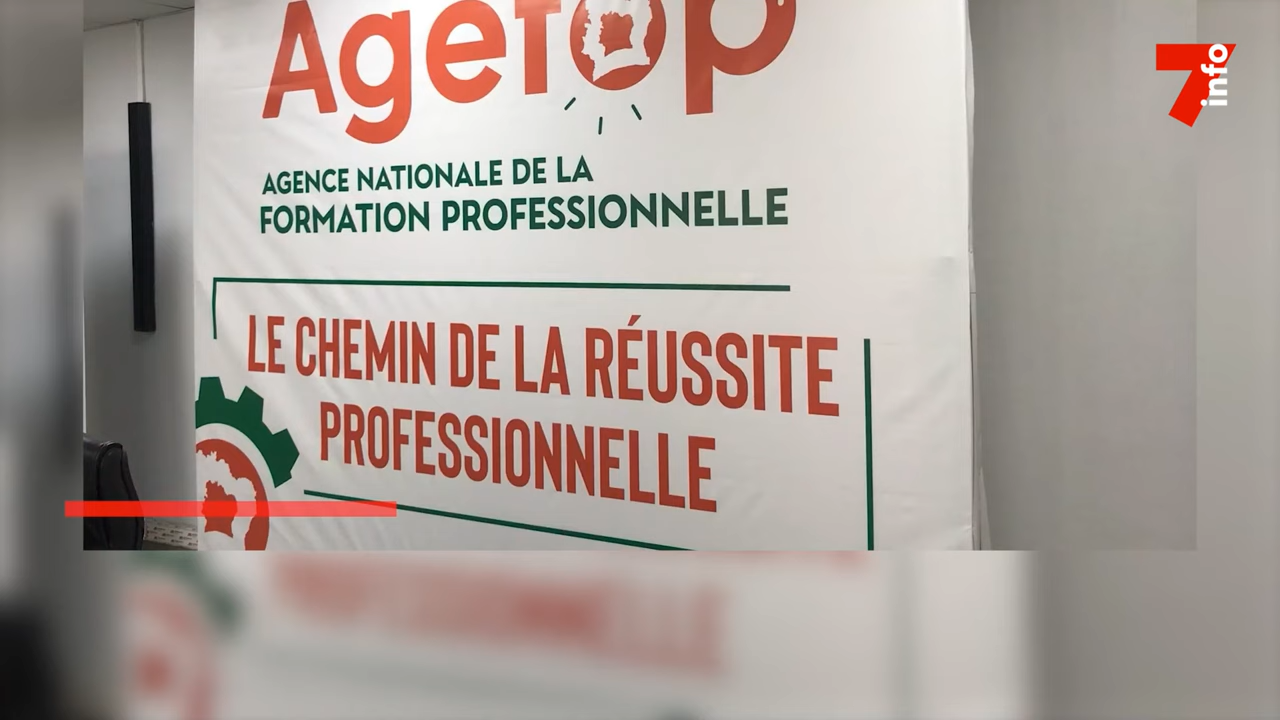 Agefop
7info
AGENCE NATIONALE DE LA
FORMATION PROFESSIONNELLE
LE CHEMIN DE LA RÉUSSITE
PROFESSIONNELLE